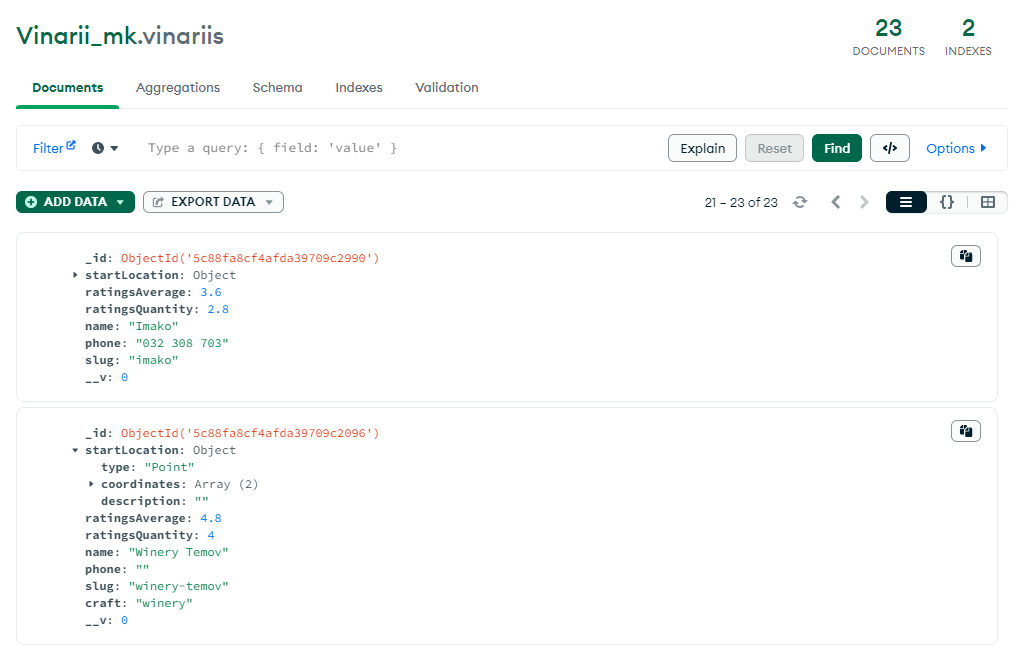 Vinarii_mk.vinariis
23
DOCUMENTS
2
INDEXES
Documents
Aggregations
Schema
Indexes
Validation
Filter
Type a query: { field: 'value' }
Explain
Reset
Find
</>
Options
ADD DATA
EXPORT DATA
21 – 23 of 23
{}
_id: ObjectId('5c88fa8cf4afda39709c2990')
startLocation: Object
ratingsAverage: 3.6
ratingsQuantity: 2.8
name: "Imako"
phone: "032 308 703"
slug: "imako"
__v: 0
_id: ObjectId('5c88fa8cf4afda39709c2096')
startLocation: Object
type: "Point"
coordinates: Array (2)
description: ""
ratingsAverage: 4.8
ratingsQuantity: 4
name: "Winery Temov"
phone: ""
slug: "winery-temov"
craft: "winery"
__v: 0